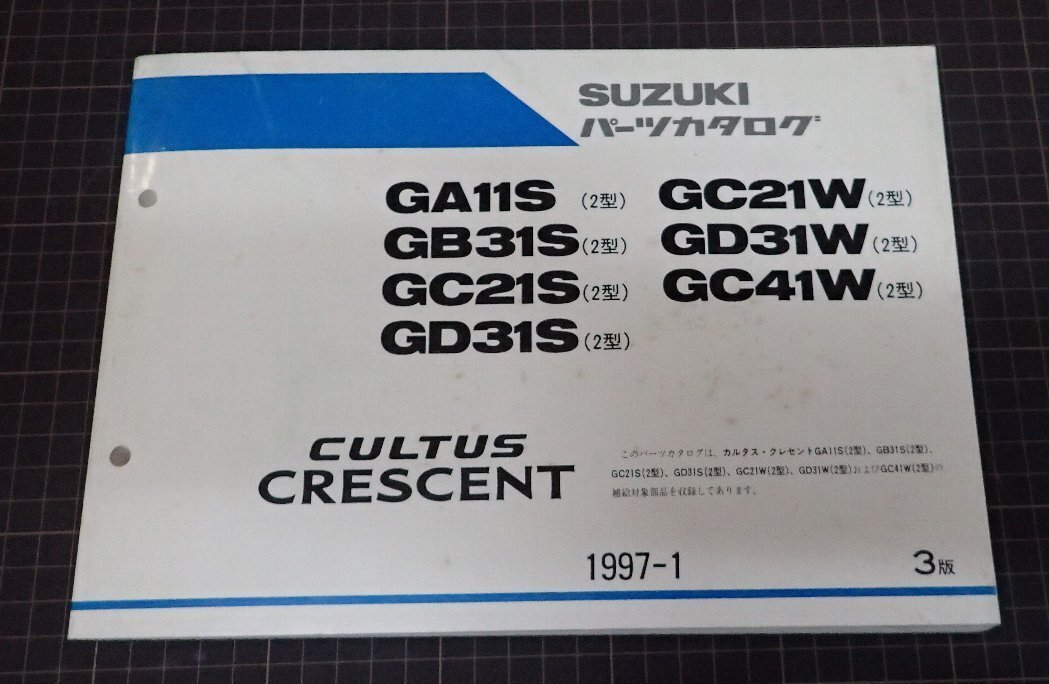 SUZUKI
パーツカタログ
GA11S (2型) GC21W (2型)
GB31S (2型) GD31W (2型)
GC21S (2型) GC41W (2型)
GD31S (2型)
CULTUS
CRESCENT
このパーツカタログは、カルタス・クレセントGA11S(2型)、GB31S(2型)、
GC21S(2型)、GD31S(2型)、GC21W(2型)、GD31W(2型)およびGC41W(2型)の
補給対象部品を収録してあります。
1997-1
3版